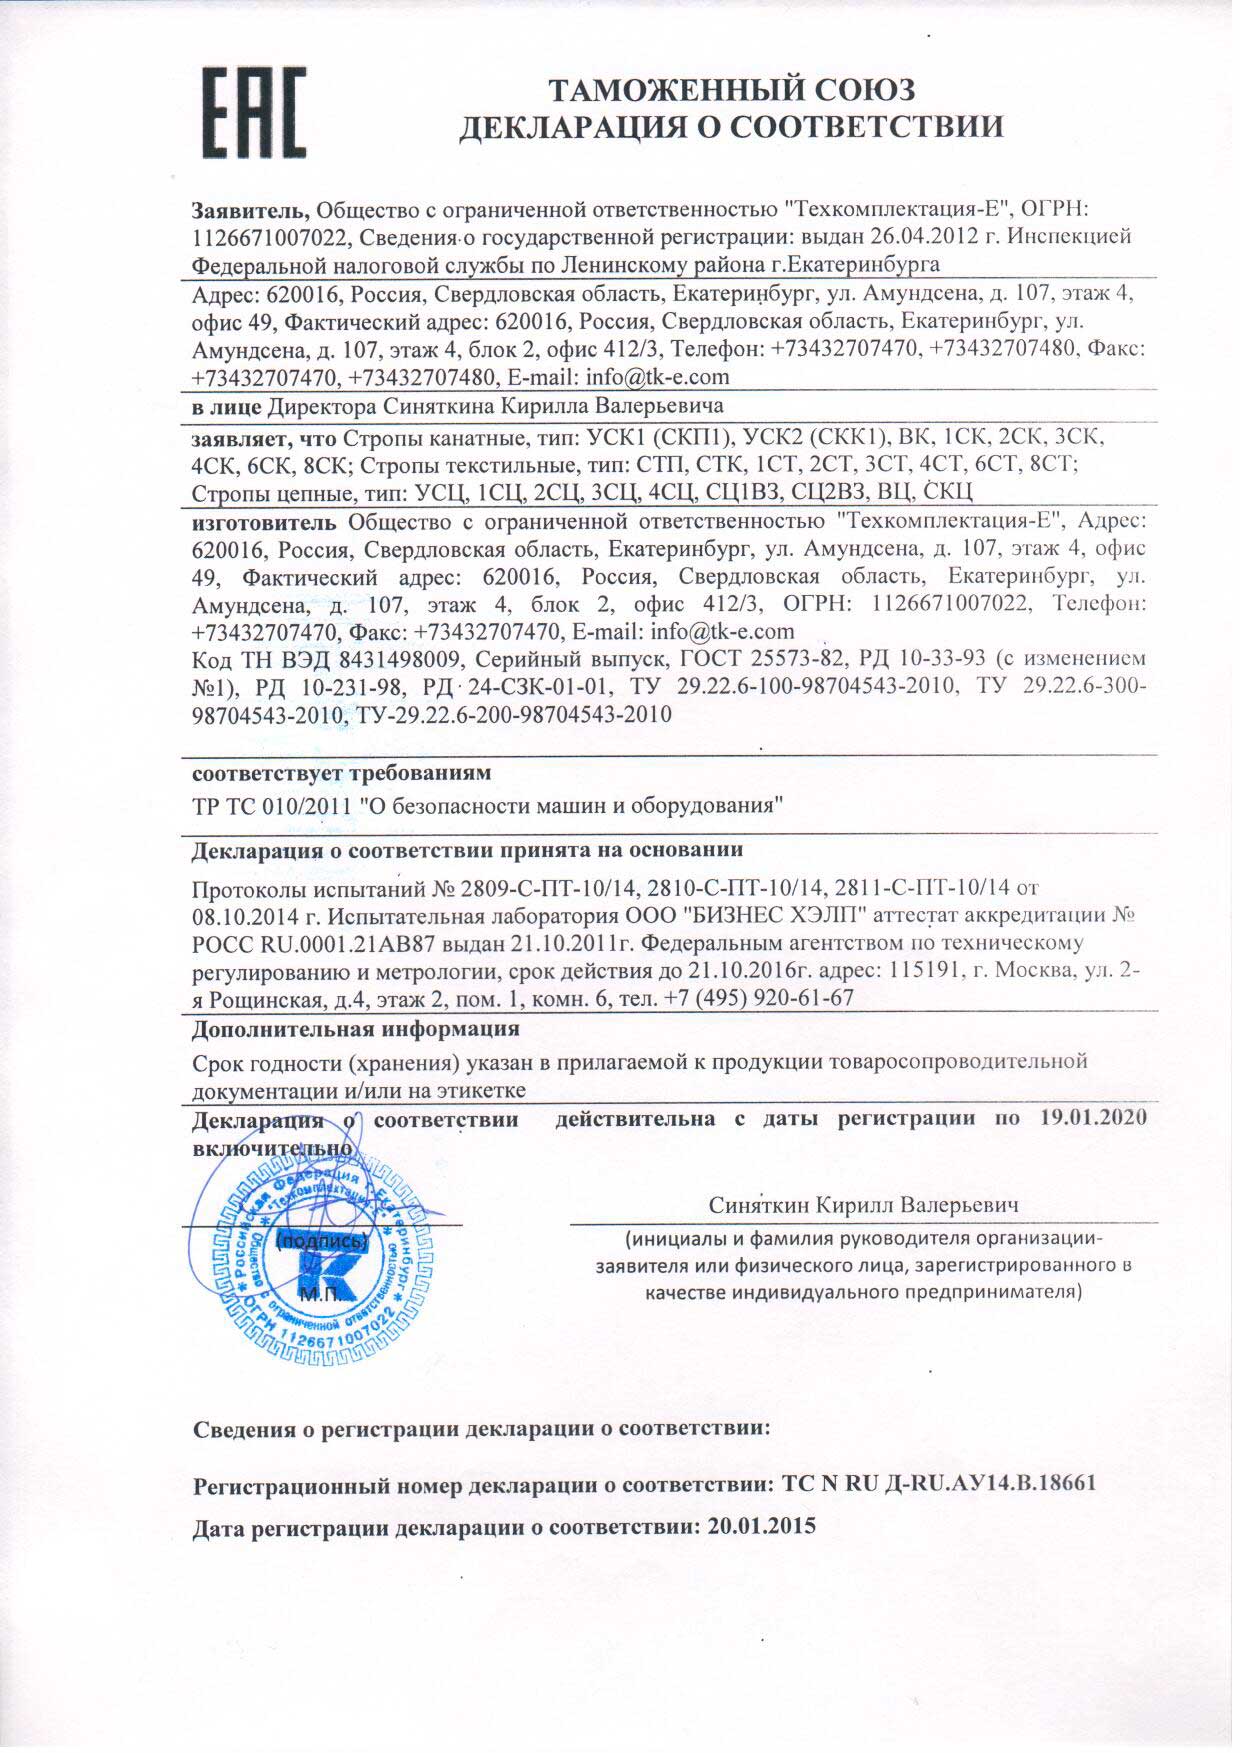 ЕАС
ТАМОЖЕННЫЙ СОЮЗ
ДЕКЛАРАЦИЯ О СООТВЕТСТВИИ
Заявитель, Общество с ограниченной ответственностью "Техкомплектация-Е", ОГРН:
1126671007022, Сведения о государственной регистрации: выдан 26.04.2012 г. Инспекцией
Федеральной налоговой службы по Ленинскому района г.Екатеринбурга
Адрес: 620016, Россия, Свердловская область, Екатеринбург, ул. Амундсена, д. 107, этаж 4,
офис 49, Фактический адрес: 620016, Россия, Свердловская область, Екатеринбург, ул.
Амундсена, д. 107, этаж 4, блок 2, офис 412/3, Телефон: +73432707470, +73432707480, Факс:
+73432707470, +73432707480, E-mail: info@tk-e.com
в лице Директора Синяткина Кирилла Валерьевича
заявляет, что Стропы канатные, тип: УСК1 (СКП1), УСК2 (СКК1), ВК, 1СК, 2СК, 3СК,
4СК, 6СК, 8СК; Стропы текстильные, тип: СТП, СТК, 1СТ, 2СТ, 3СТ, 4СТ, 6СТ, 8СТ;
Стропы цепные, тип: УСЦ, 1СЦ, 2СЦ, 3СЦ, 4СЦ, СЦ1ВЗ, СЦ2ВЗ, ВЦ, СКЦ
изготовитель Общество с ограниченной ответственностью "Техкомплектация-Е", Адрес:
620016, Россия, Свердловская область, Екатеринбург, ул. Амундсена, д. 107, этаж 4, офис
49, Фактический адрес: 620016, Россия, Свердловская область, Екатеринбург, ул.
Амундсена, д. 107, этаж 4, блок 2, офис 412/3, ОГРН: 1126671007022, Телефон:
+73432707470, Факс: +73432707470, E-mail: info@tk-e.com
Код ТН ВЭД 8431498009, Серийный выпуск, ГОСТ 25573-82, РД 10-33-93 (с изменением
№1), РД 10-231-98, РД 24-СЗК-01-01, ТУ 29.22.6-100-98704543-2010, ТУ 29.22.6-300-
98704543-2010, ТУ-29.22.6-200-98704543-2010
соответствует требованиям
ТР ТС 010/2011 "О безопасности машин и оборудования"
Декларация о соответствии принята на основании
Протоколы испытаний № 2809-С-ПТ-10/14, 2810-С-ПТ-10/14, 2811-С-ПТ-10/14 от
08.10.2014 г. Испытательная лаборатория ООО "БИЗНЕС ХЭЛП" аттестат аккредитации №
РОСС RU.0001.21АВ87 выдан 21.10.2011г. Федеральным агентством по техническому
регулированию и метрологии, срок действия до 21.10.2016г. адрес: 115191, г. Москва, ул. 2-
я Рощинская, д.4, этаж 2, пом. 1, комн. 6, тел. +7 (495) 920-61-67
Дополнительная информация
Срок годности (хранения) указан в прилагаемой к продукции товаросопроводительной
документации и/или на этикетке
Декларация о соответствии действительна с даты регистрации по 19.01.2020
включительно
Российская Федерация г.Екатеринбург
ОГРН 1126671007022
Общество с ограниченной ответственностью
"Техкомплектация-Е"
ТК
(подпись)
М.П.
Синяткин Кирилл Валерьевич
(инициалы и фамилия руководителя организации-
заявителя или физического лица, зарегистрированного в
качестве индивидуального предпринимателя)
Сведения о регистрации декларации о соответствии:
Регистрационный номер декларации о соответствии: ТС N RU Д-RU.АУ14.В.18661
Дата регистрации декларации о соответствии: 20.01.2015